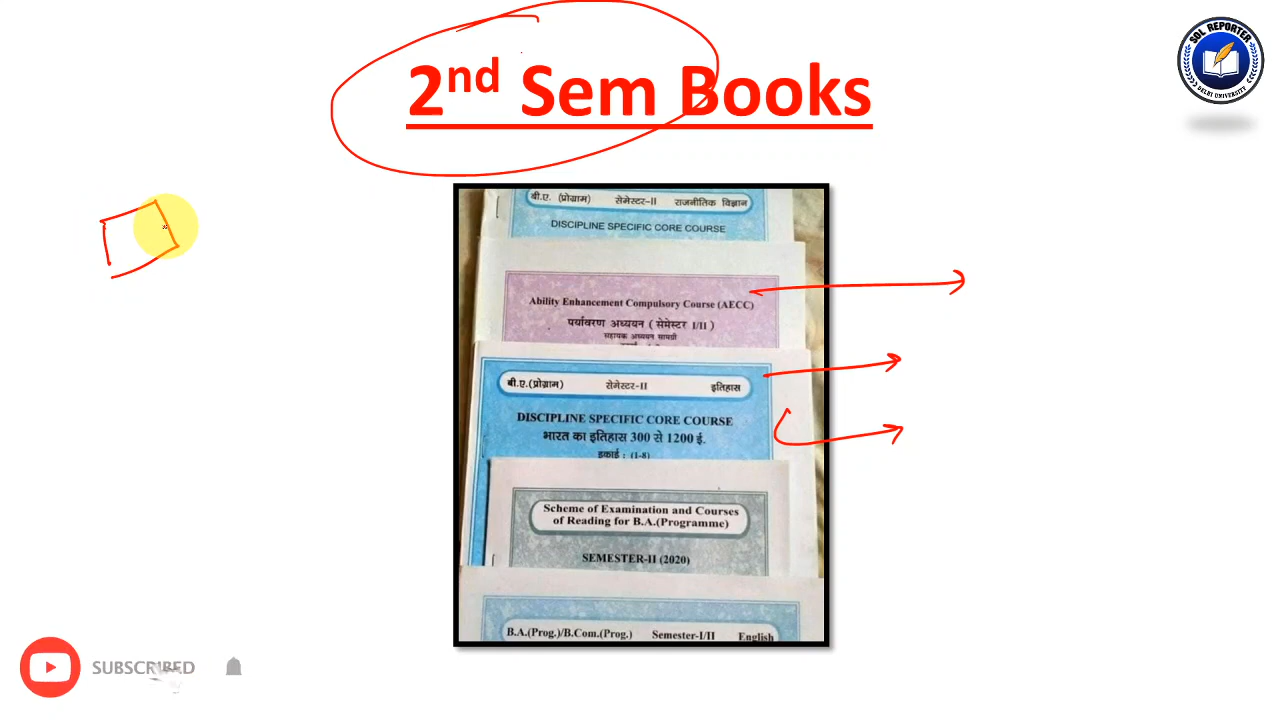 2nd Sem Books
SOL REPORTER
DELHI UNIVERSITY
बी.ए. (प्रोग्राम) सेमेस्टर-II राजनीतिक विज्ञान
DISCIPLINE SPECIFIC CORE COURSE
Ability Enhancement Compulsory Course (AECC)
पर्यावरण अध्ययन ( सेमेस्टर I/II )
सहायक अध्ययन सामग्री
बी.ए.(प्रोग्राम) सेमेस्टर-II इतिहास
DISCIPLINE SPECIFIC CORE COURSE
भारत का इतिहास 300 से 1200 ई.
इकाई : (1-8)
Scheme of Examination and Courses
of Reading for B.A.(Programme)
SEMESTER-II (2020)
B.A.(Prog.)/B.Com.(Prog.) Semester-I/II English
SUBSCRIBED